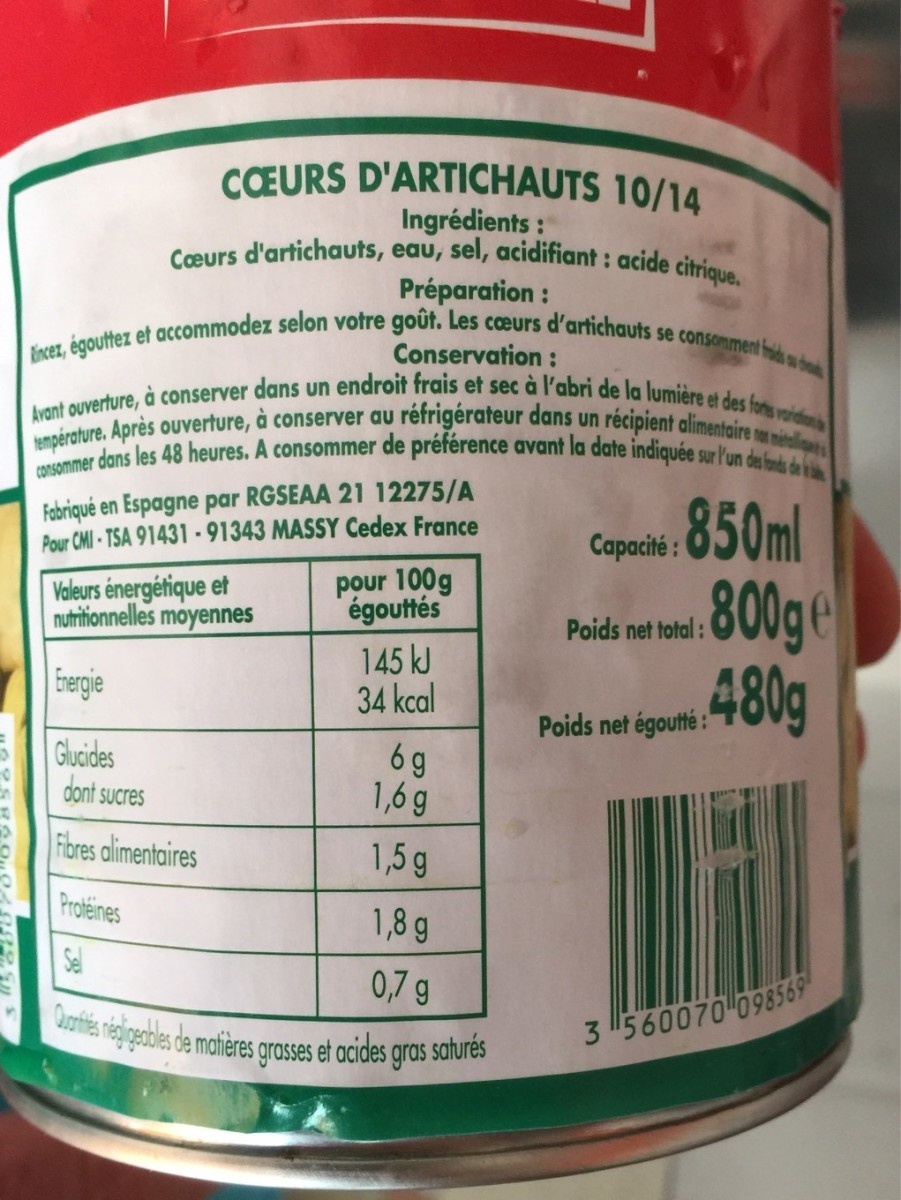 CŒURS D'ARTICHAUTS 10/14
Ingrédients :
Cœurs d'artichauts, eau, sel, acidifiant : acide citrique.
Préparation :
Rincez, égouttez et accommodez selon votre goût. Les cœurs d'artichauts se consomment froids ou chauds
Conservation :
Avant ouverture, à conserver dans un endroit frais et sec à l'abri de la lumière et des fortes variations de
température. Après ouverture, à conserver au réfrigérateur dans un récipient alimentaire non métallique et à
consommer dans les 48 heures. A consommer de préférence avant la date indiquée sur l'un des fonds de la
Fabriqué en Espagne par RGSEAA 21 12275/A
Pour CMI - TSA 91431 - 91343 MASSY Cedex France
Capacité : 850ml
Poids net total : 800g e
Poids net égoutté : 480g
Valeurs énergétique et
nutritionnelles moyennes
pour 100g
égouttés
Energie
145 kJ
34 kcal
Glucides
6 g
dont sucres
1,6 g
Fibres alimentaires
1,5 g
Protéines
1,8 g
Sel
0,7 g
Quantités négligeables de matières grasses et acides gras saturés
3 560070 098569